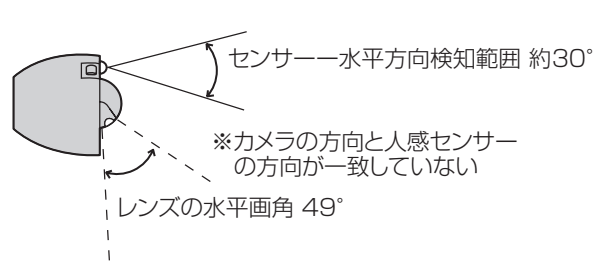 センサー―水平方向検知範囲 約30°
※カメラの方向と人感センサー
の方向が一致していない
レンズの水平画角 49°